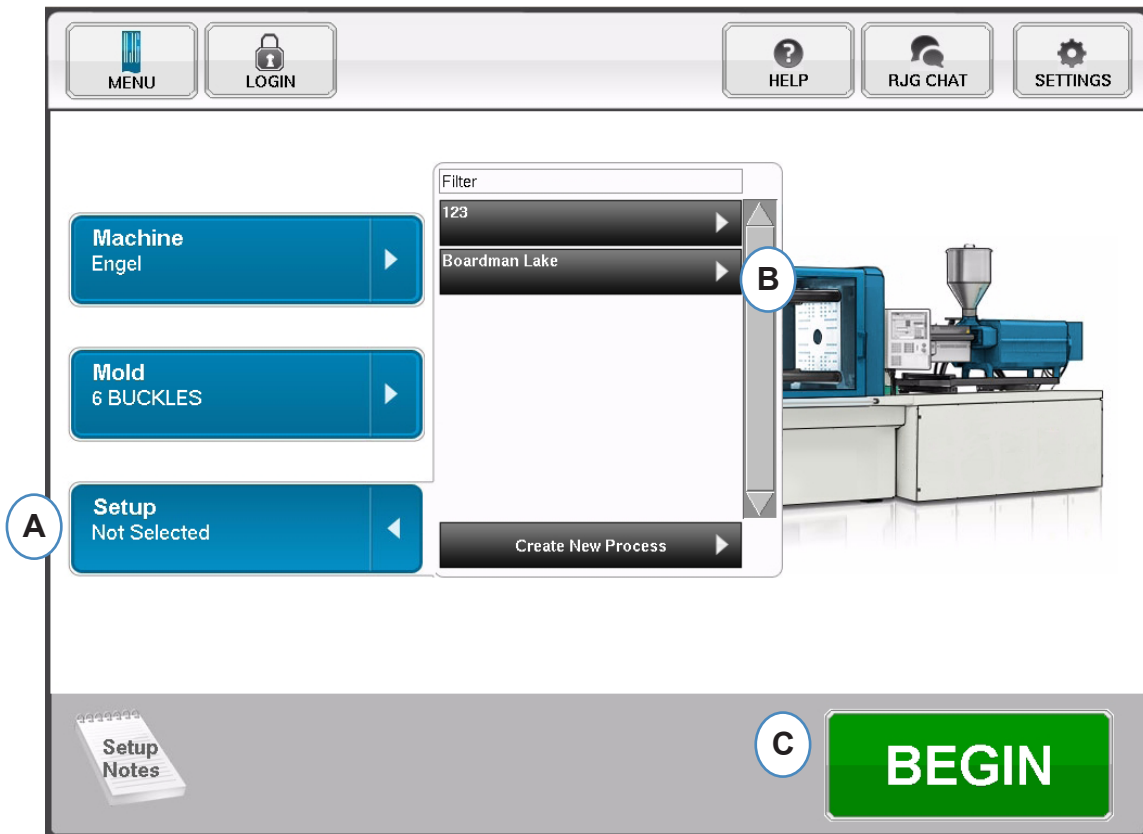 MENU
LOGIN
HELP
RJG CHAT
SETTINGS
Filter
123
Boardman Lake
Machine
Engel
B
Mold
6 BUCKLES
A
Setup
Not Selected
Create New Process
Setup
Notes
C
BEGIN